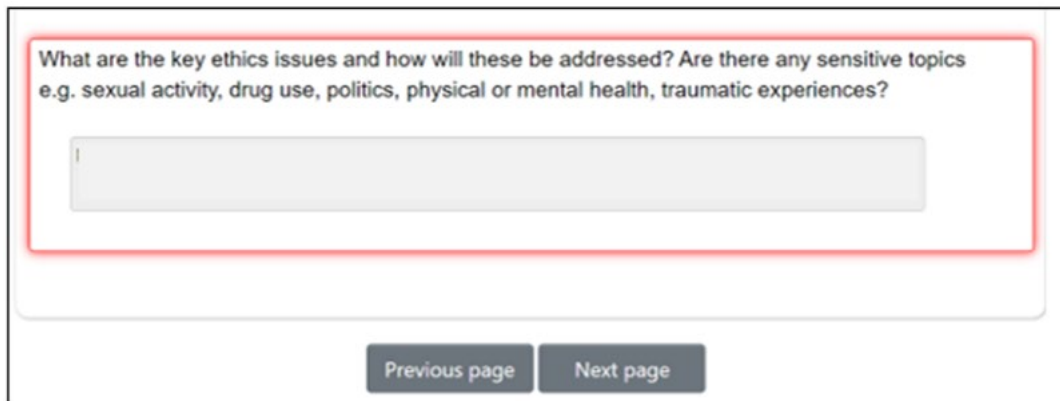 What are the key ethics issues and how will these be addressed? Are there any sensitive topics
e.g. sexual activity, drug use, politics, physical or mental health, traumatic experiences?
Previous page Next page